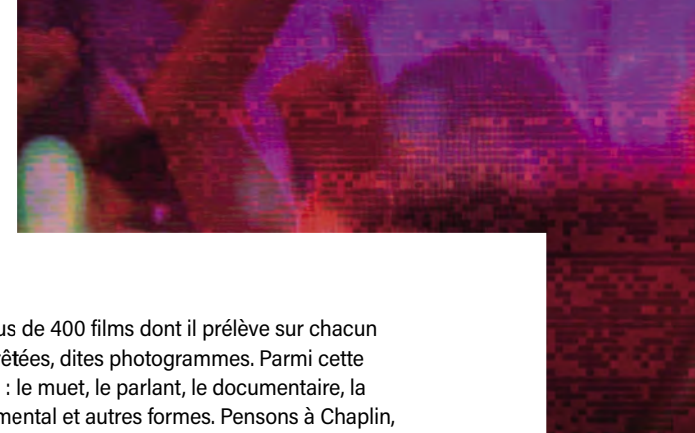 us de 400 films dont il prélève sur chacun
rêtées, dites photogrammes. Parmi cette
: le muet, le parlant, le documentaire, la
mental et autres formes. Pensons à Chaplin,